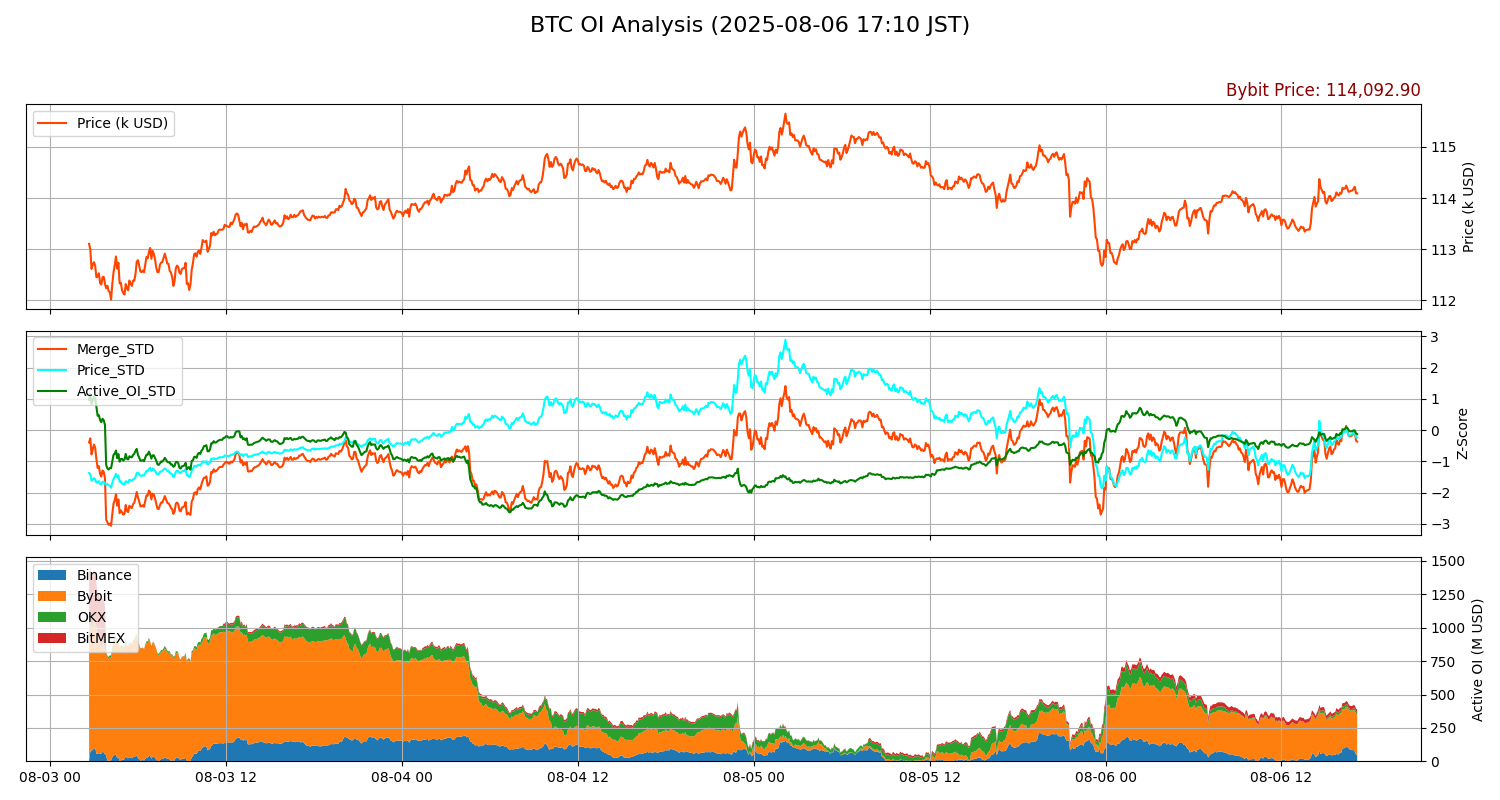 BTC OI Analysis (2025-08-06 17:10 JST)
Bybit Price: 114,092.90
Price (k USD)
115
114
113
112
Price (k USD)
Merge_STD
Price_STD
Active_OI_STD
3
2
1
0
−1
−2
−3
Z-Score
Binance
Bybit
OKX
BitMEX
1500
1250
1000
750
500
250
0
Active OI (M USD)
08-03 00
08-03 12
08-04 00
08-04 12
08-05 00
08-05 12
08-06 00
08-06 12